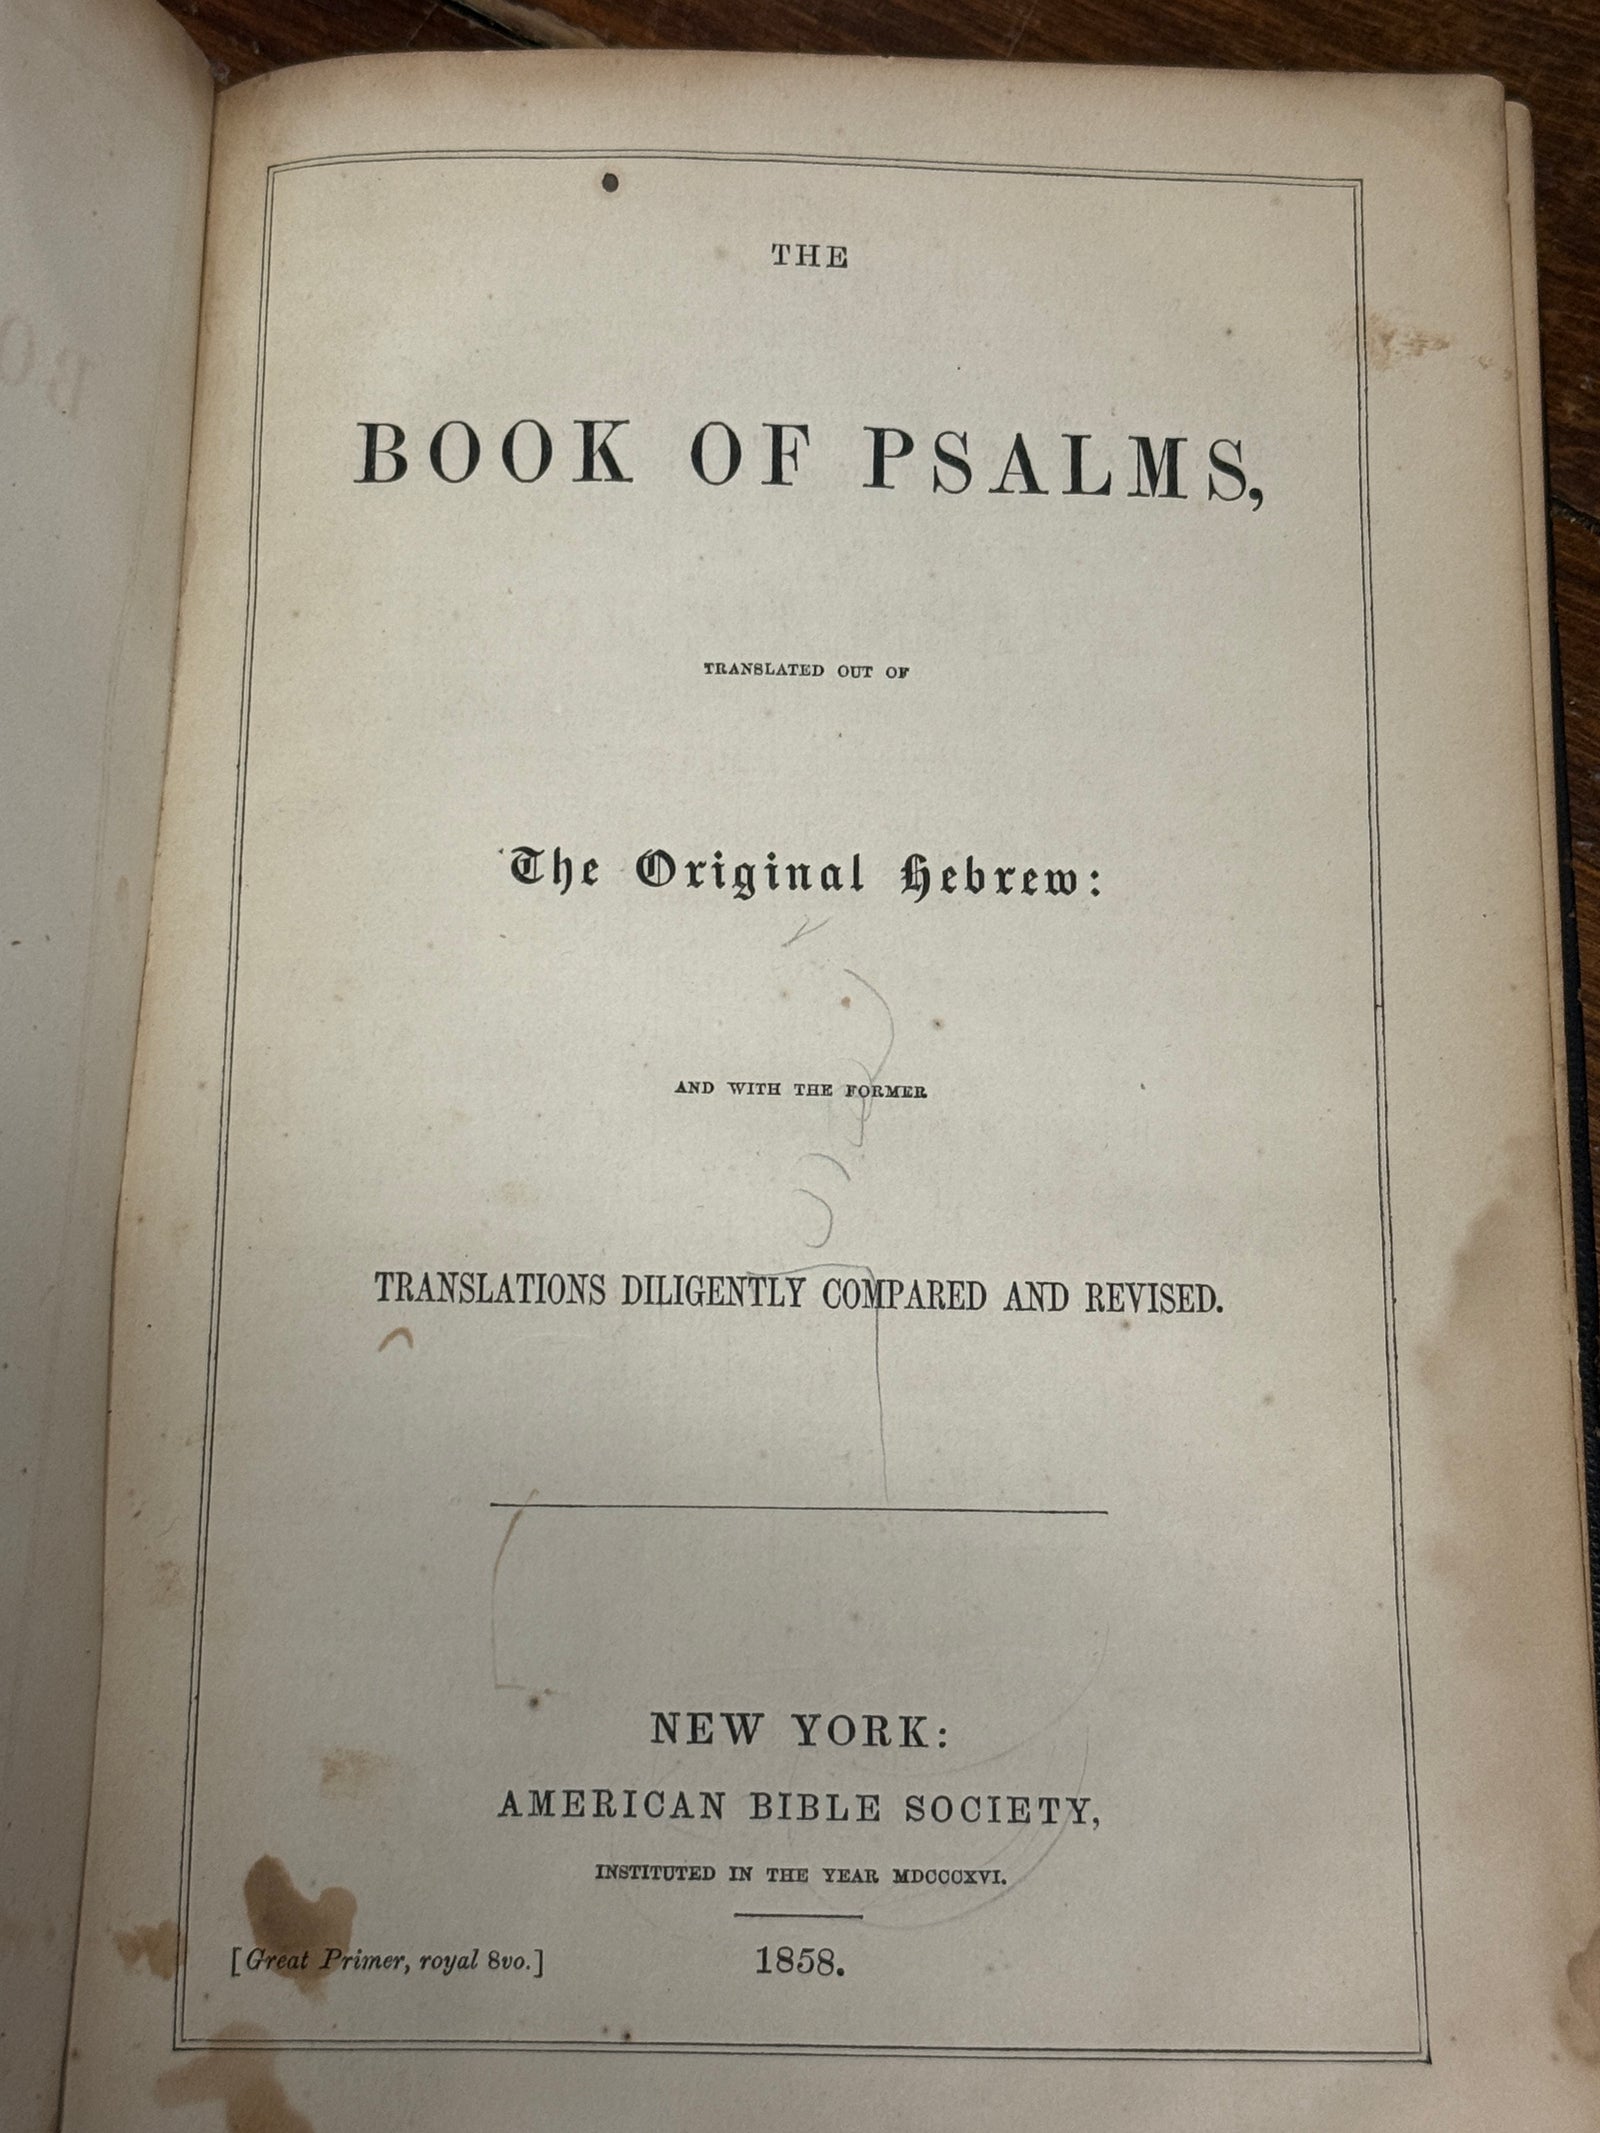 THE
BOOK OF PSALMS,
TRANSLATED OUT OF
The Original Hebrew:
AND WITH THE FORMER
TRANSLATIONS DILIGENTLY COMPARED AND REVISED.
NEW YORK:
AMERICAN BIBLE SOCIETY,
INSTITUTED IN THE YEAR MDCCCXVI.
[Great Primer, royal 8vo.]
1858.